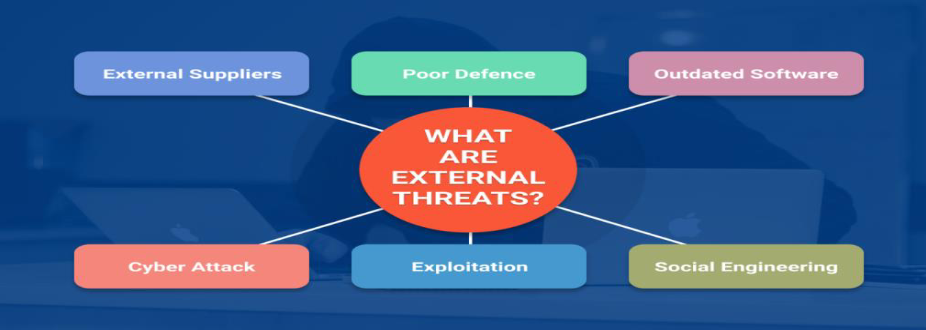 External Suppliers
Poor Defence
Outdated Software
WHAT
ARE
EXTERNAL
THREATS?
Cyber Attack
Exploitation
Social Engineering